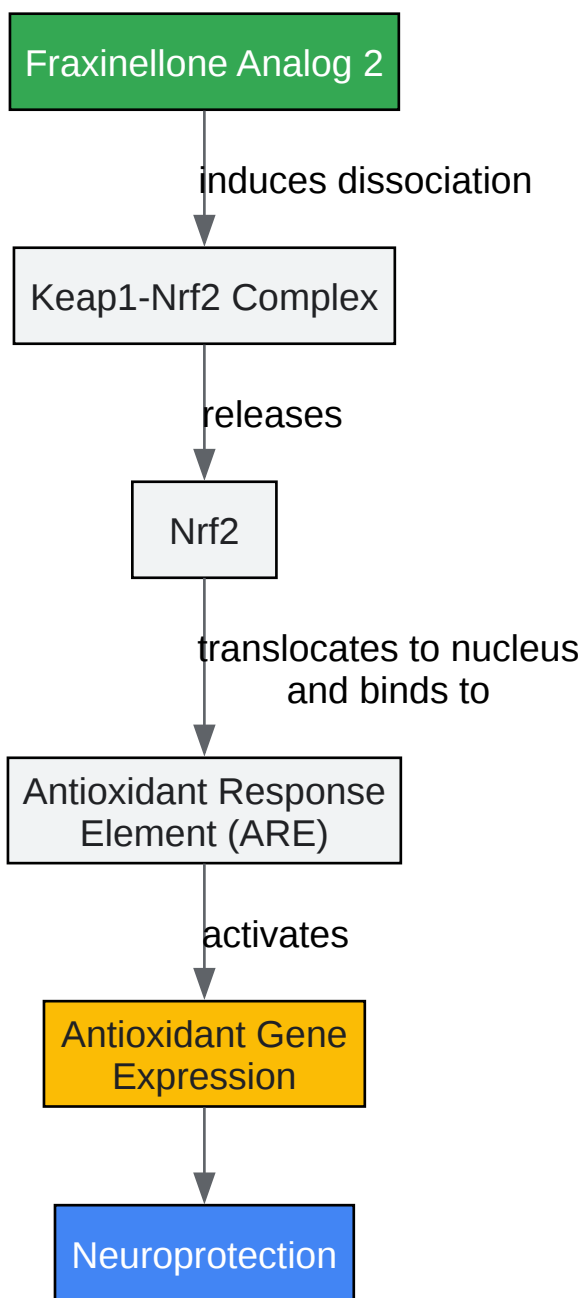 Fraxinellone Analog 2
induces dissociation
Keap1-Nrf2 Complex
releases
Nrf2
translocates to nucleus
and binds to
Antioxidant Response
Element (ARE)
activates
Antioxidant Gene
Expression
Neuroprotection